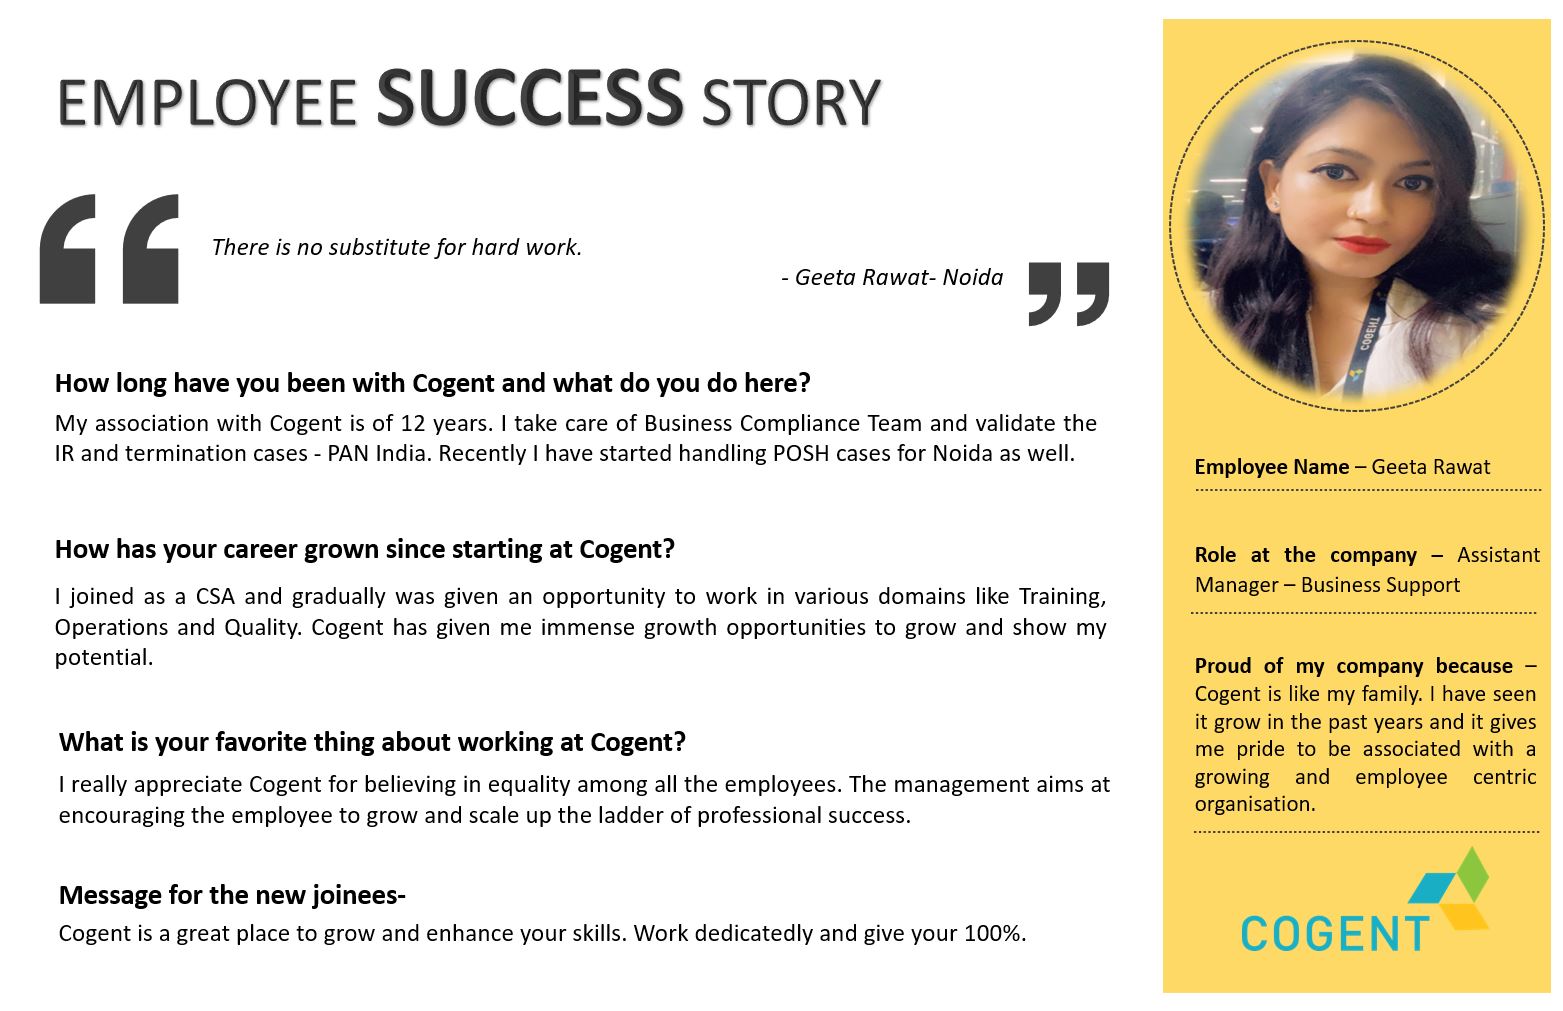 EMPLOYEE SUCCESS STORY
There is no substitute for hard work.
- Geeta Rawat- Noida
How long have you been with Cogent and what do you do here?
My association with Cogent is of 12 years. I take care of Business Compliance Team and validate the
IR and termination cases - PAN India. Recently I have started handling POSH cases for Noida as well.
How has your career grown since starting at Cogent?
I joined as a CSA and gradually was given an opportunity to work in various domains like Training,
Operations and Quality. Cogent has given me immense growth opportunities to grow and show my
potential.
What is your favorite thing about working at Cogent?
I really appreciate Cogent for believing in equality among all the employees. The management aims at
encouraging the employee to grow and scale up the ladder of professional success.
Message for the new joinees-
Cogent is a great place to grow and enhance your skills. Work dedicatedly and give your 100%.
COGENT
Employee Name – Geeta Rawat
Role at the company – Assistant
Manager – Business Support
Proud of my company because –
Cogent is like my family. I have seen
it grow in the past years and it gives
me pride to be associated with a
growing and employee centric
organisation.
COGENT